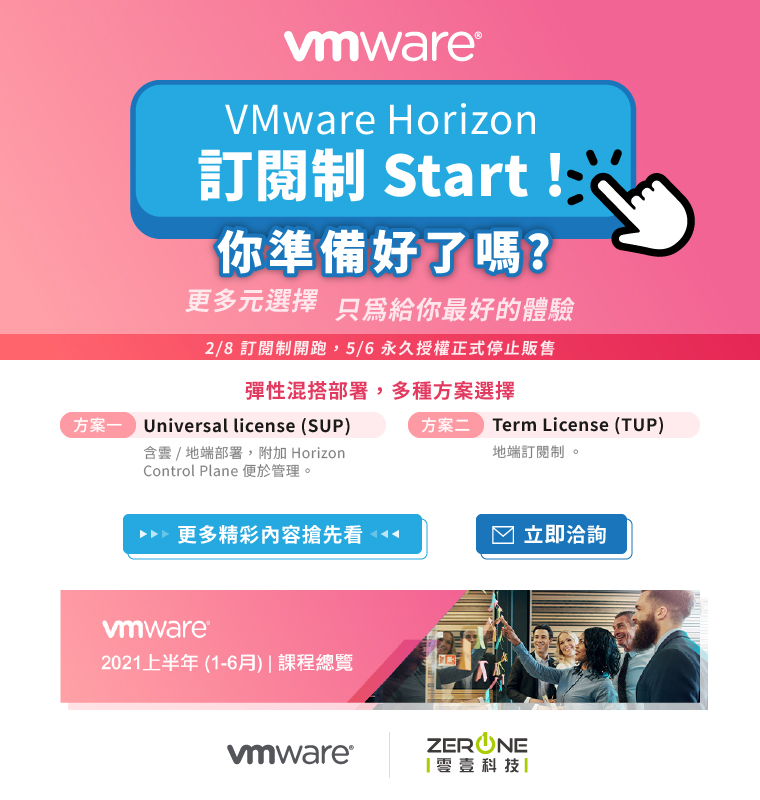 vmware®
VMware Horizon
訂閱制 Start！
你準備好了嗎?
更多元選擇 只爲給你最好的體驗
2/8 訂閱制開跑，5/6 永久授權正式停止販售
彈性混搭部署，多種方案選擇
方案一 Universal license (SUP)
含雲 / 地端部署，附加 Horizon
Control Plane 便於管理。
方案二 Term License (TUP)
地端訂閱制 。
更多精彩內容搶先看
立即洽詢
vmware®
2021上半年 (1-6月) | 課程總覽
vmware®
ZERONE
零壹科技